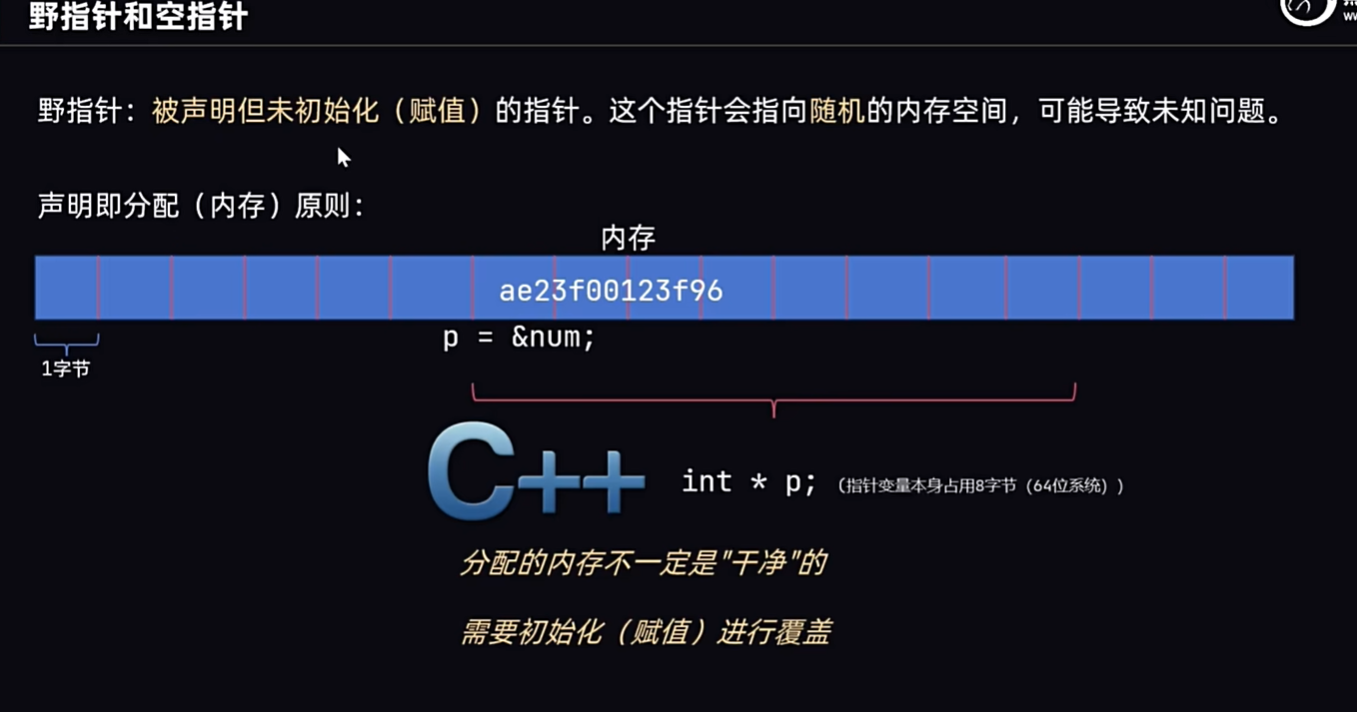 野指针和空指针
野指针：被声明但未初始化（赋值）的指针。这个指针会指向随机的内存空间，可能导致未知问题。
声明即分配（内存）原则：
内存
ae23f00123f96
p = &num;
1字节
C++ int * p;（指针变量本身占用8字节（64位系统））
分配的内存不一定是"干净"的
需要初始化（赋值）进行覆盖